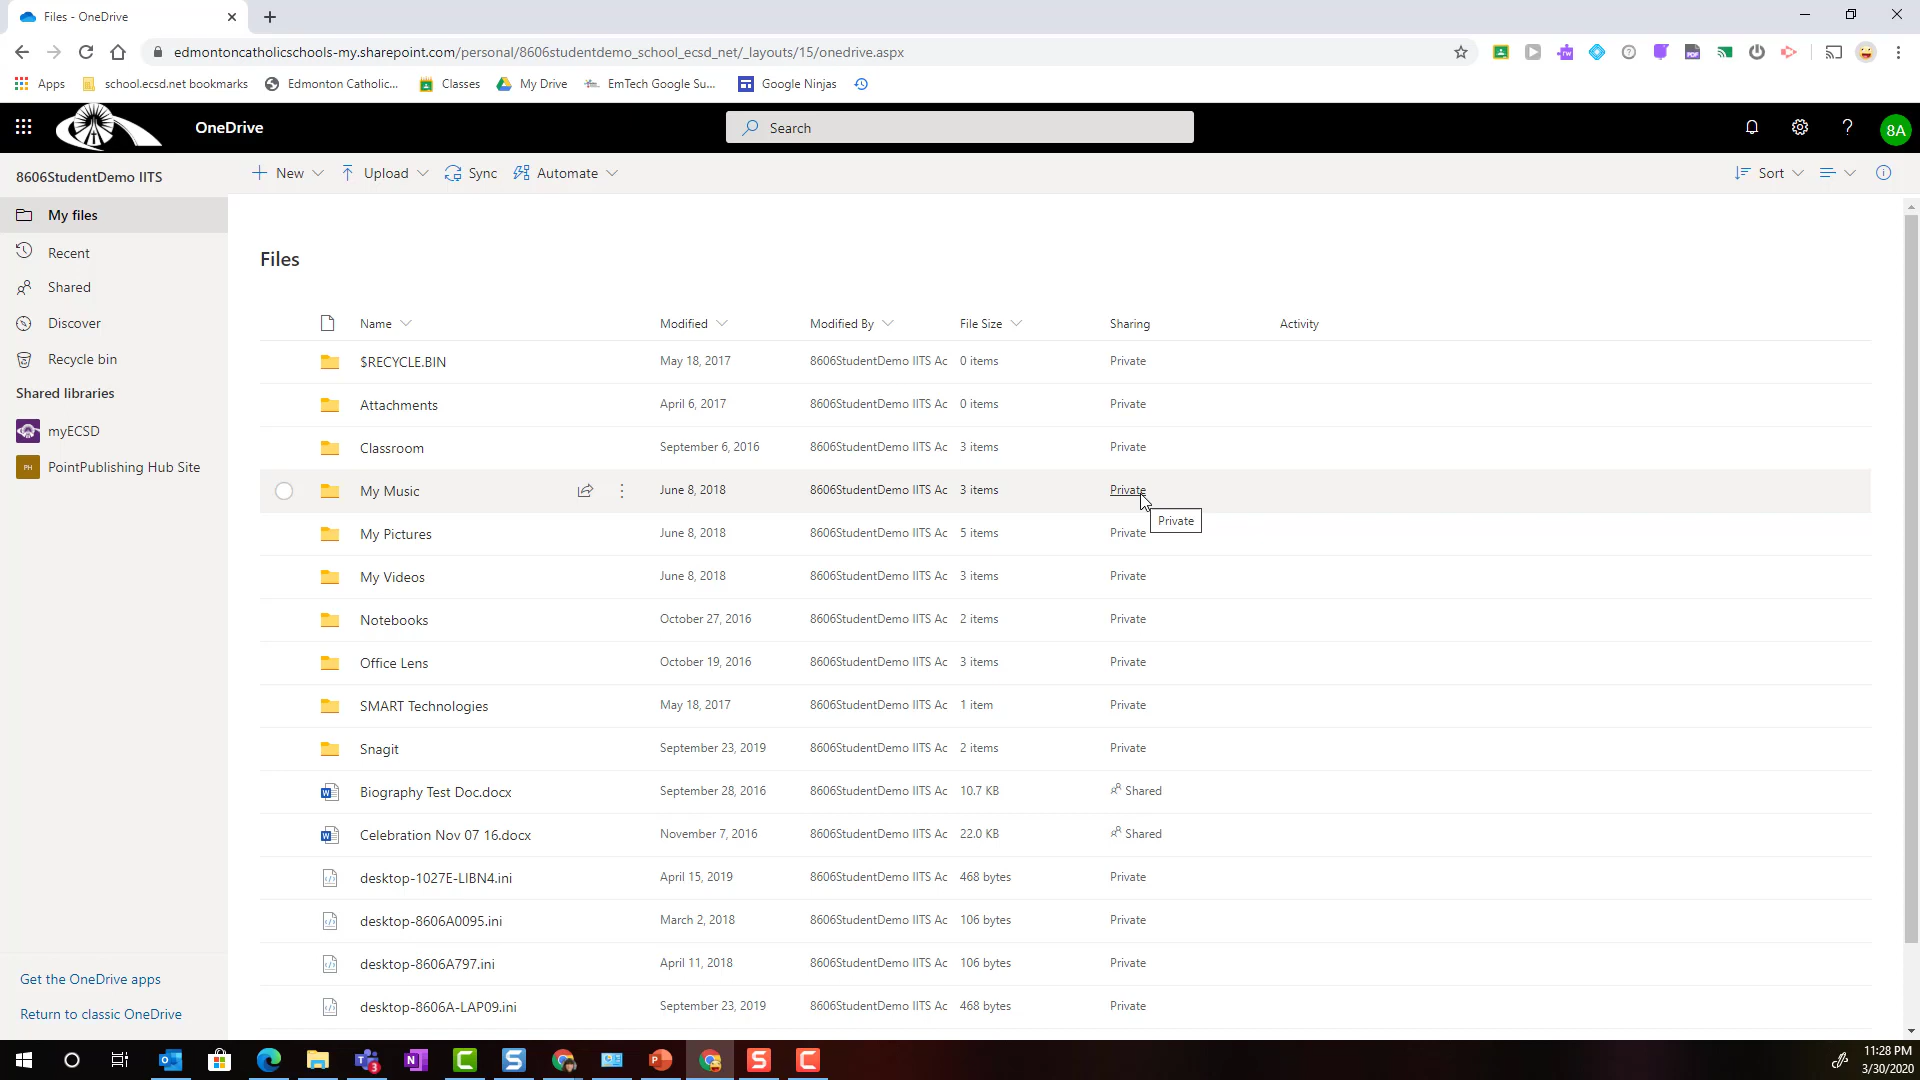 Files - OneDrive
edmontoncatholicschools-my.sharepoint.com/personal/8606studentdemo_school_ecsd_net/_layouts/15/onedrive.aspx
Apps school.ecsd.net bookmarks Edmonton Catholic... Classes My Drive EmTech Google Su... Google Ninjas
OneDrive Search 8A
8606StudentDemo IITS New Upload Sync Automate Sort
My files
Recent
Shared
Discover
Recycle bin
Shared libraries
myECSD
PH PointPublishing Hub Site
Get the OneDrive apps
Return to classic OneDrive
Files
Name Modified Modified By File Size Sharing Activity
$RECYCLE.BIN May 18, 2017 8606StudentDemo IITS Ac 0 items Private
Attachments April 6, 2017 8606StudentDemo IITS Ac 0 items Private
Classroom September 6, 2016 8606StudentDemo IITS Ac 3 items Private
My Music June 8, 2018 8606StudentDemo IITS Ac 3 items Private
Private
My Pictures June 8, 2018 8606StudentDemo IITS Ac 5 items Private
My Videos June 8, 2018 8606StudentDemo IITS Ac 3 items Private
Notebooks October 27, 2016 8606StudentDemo IITS Ac 2 items Private
Office Lens October 19, 2016 8606StudentDemo IITS Ac 3 items Private
SMART Technologies May 18, 2017 8606StudentDemo IITS Ac 1 item Private
Snagit September 23, 2019 8606StudentDemo IITS Ac 2 items Private
Biography Test Doc.docx September 28, 2016 8606StudentDemo IITS Ac 10.7 KB Shared
Celebration Nov 07 16.docx November 7, 2016 8606StudentDemo IITS Ac 22.0 KB Shared
desktop-1027E-LIBN4.ini April 15, 2019 8606StudentDemo IITS Ac 468 bytes Private
desktop-8606A0095.ini March 2, 2018 8606StudentDemo IITS Ac 106 bytes Private
desktop-8606A797.ini April 11, 2018 8606StudentDemo IITS Ac 106 bytes Private
desktop-8606A-LAP09.ini September 23, 2019 8606StudentDemo IITS Ac 468 bytes Private
11:28 PM
3/30/2020